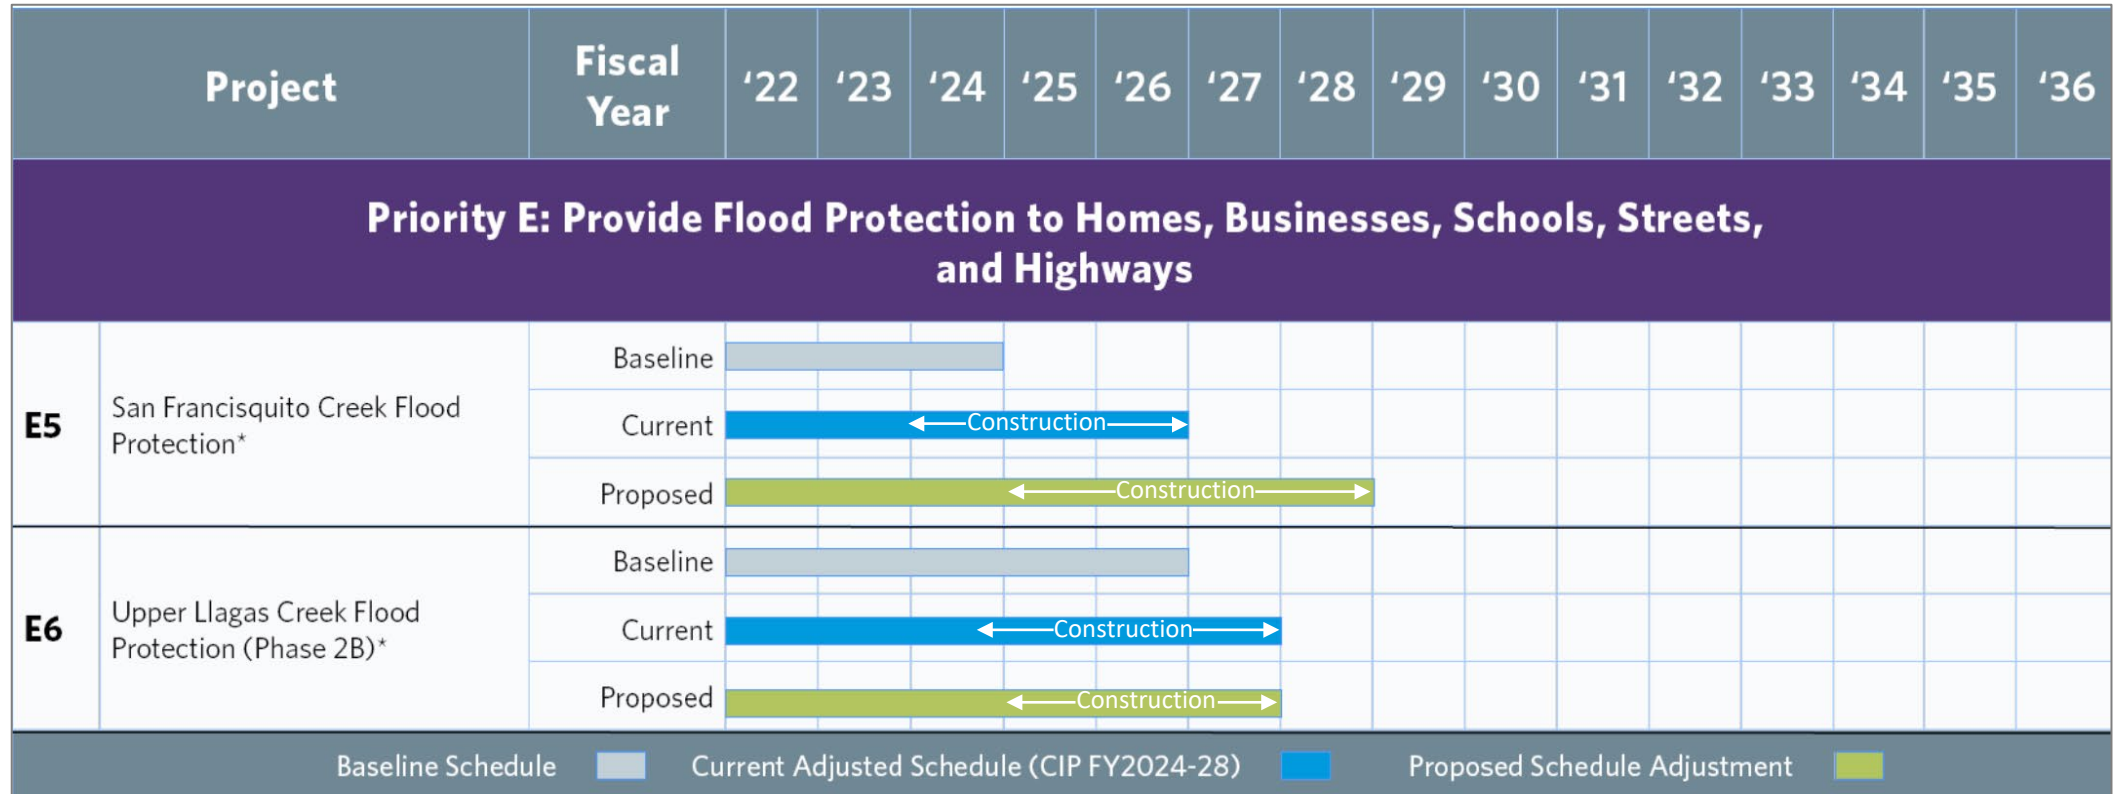 Project
Fiscal
Year
‘22 ‘23 ‘24 ‘25 ‘26 ‘27 ‘28 ‘29 ‘30 ‘31 ‘32 ‘33 ‘34 ‘35 ‘36
Priority E: Provide Flood Protection to Homes, Businesses, Schools, Streets,
and Highways
E5
San Francisquito Creek Flood
Protection*
Baseline
Current
Construction
Proposed
Construction
E6
Upper Llagas Creek Flood
Protection (Phase 2B)*
Baseline
Current
Construction
Proposed
Construction
Baseline Schedule
Current Adjusted Schedule (CIP FY2024-28)
Proposed Schedule Adjustment